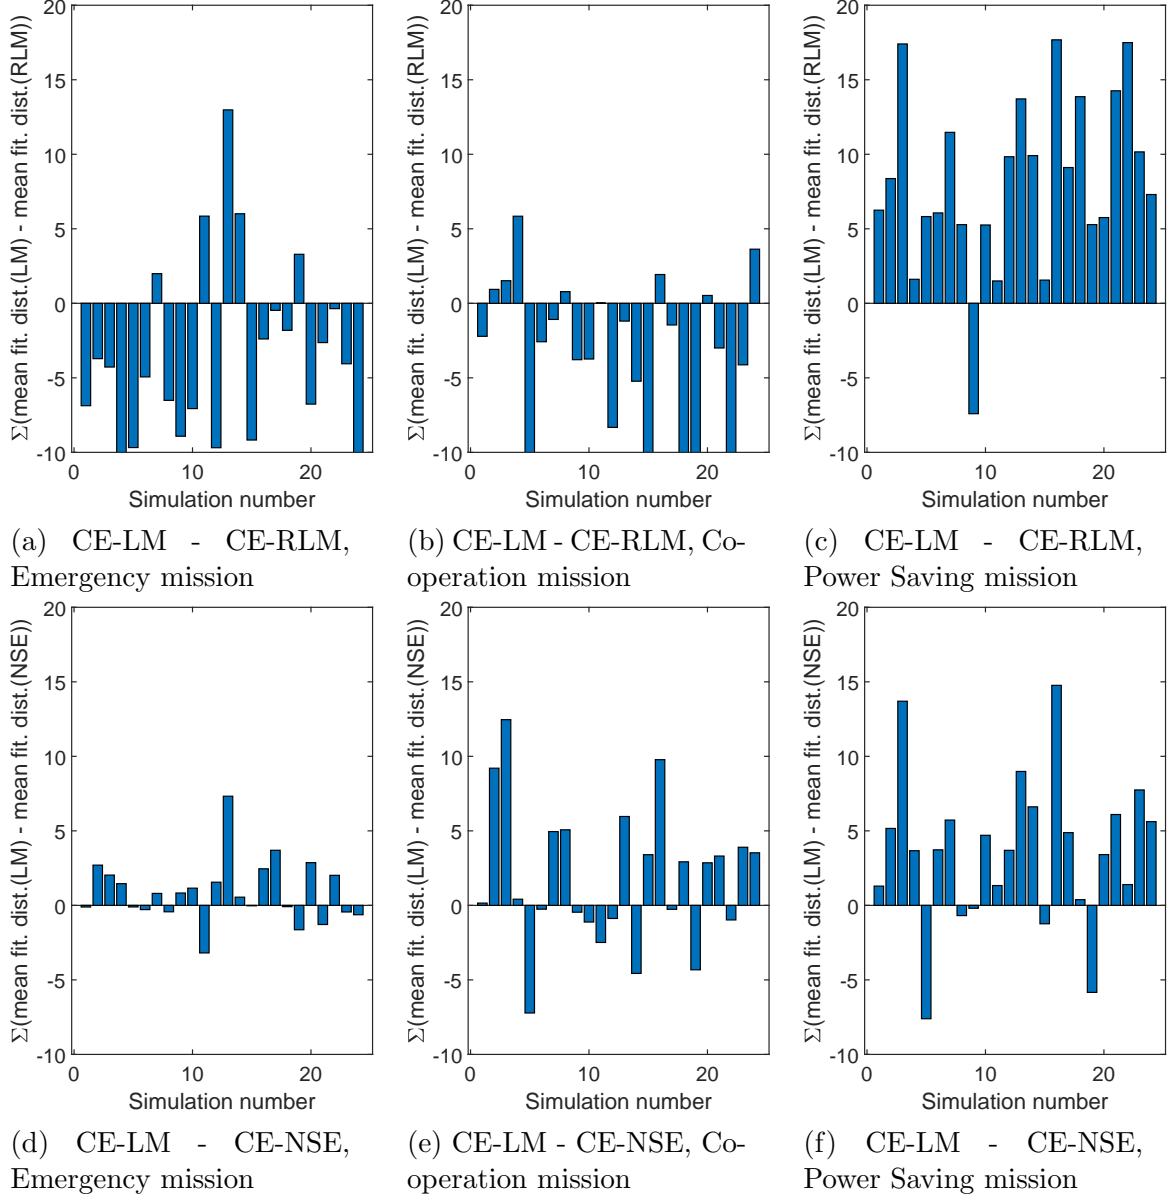 Σ(mean fit. dist.(LM) - mean fit. dist.(RLM))
20
15
10
5
0
-5
-10
0
10
20
Simulation number
(a) CE-LM - CE-RLM,
Emergency mission
Σ(mean fit. dist.(LM) - mean fit. dist.(RLM))
20
15
10
5
0
-5
-10
0
10
20
Simulation number
(b) CE-LM - CE-RLM, Co-
operation mission
Σ(mean fit. dist.(LM) - mean fit. dist.(RLM))
20
15
10
5
0
-5
-10
0
10
20
Simulation number
(c) CE-LM - CE-RLM,
Power Saving mission
Σ(mean fit. dist.(LM) - mean fit. dist.(NSE))
20
15
10
5
0
-5
-10
0
10
20
Simulation number
(d) CE-LM - CE-NSE,
Emergency mission
Σ(mean fit. dist.(LM) - mean fit. dist.(NSE))
20
15
10
5
0
-5
-10
0
10
20
Simulation number
(e) CE-LM - CE-NSE, Co-
operation mission
Σ(mean fit. dist.(LM) - mean fit. dist.(NSE))
20
15
10
5
0
-5
-10
0
10
20
Simulation number
(f) CE-LM - CE-NSE,
Power Saving mission